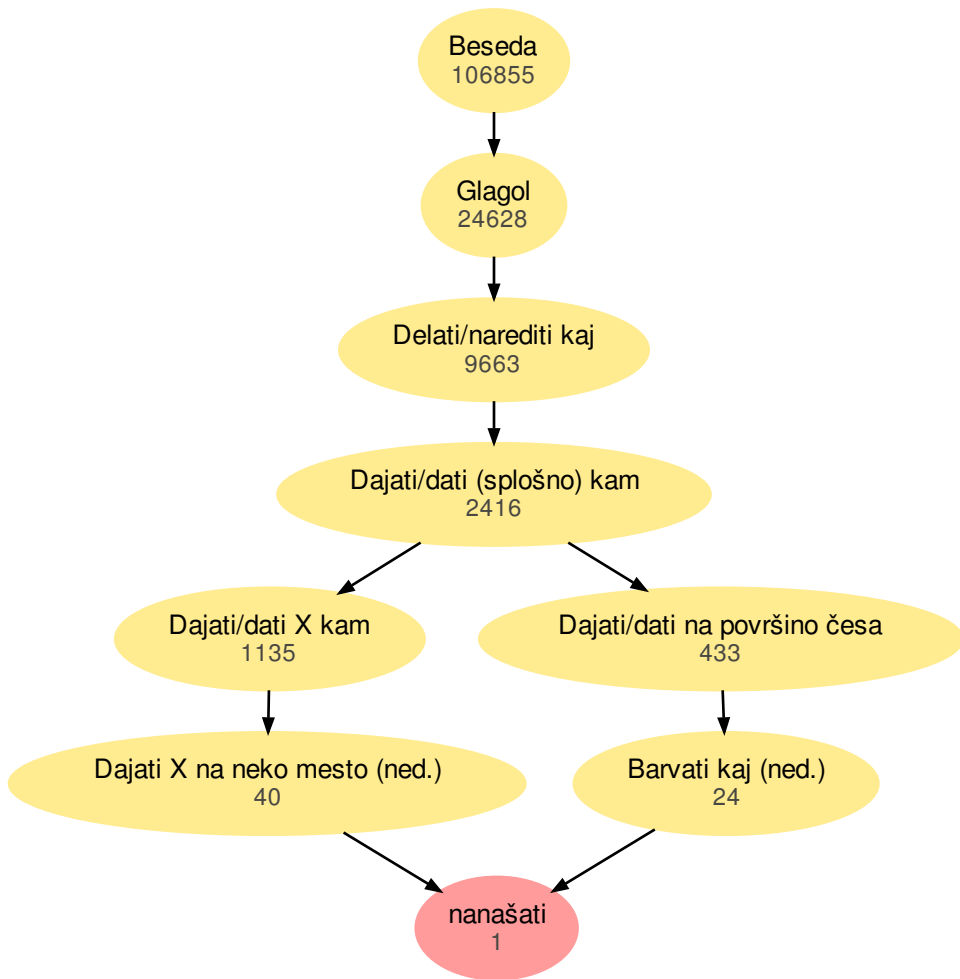 Beseda
106855
Glagol
24628
Delati/narediti kaj
9663
Dajati/dati (splošno) kam
2416
Dajati/dati X kam
1135
Dajati/dati na površino česa
433
Dajati X na neko mesto (ned.)
40
Barvati kaj (ned.)
24
nanašati
1